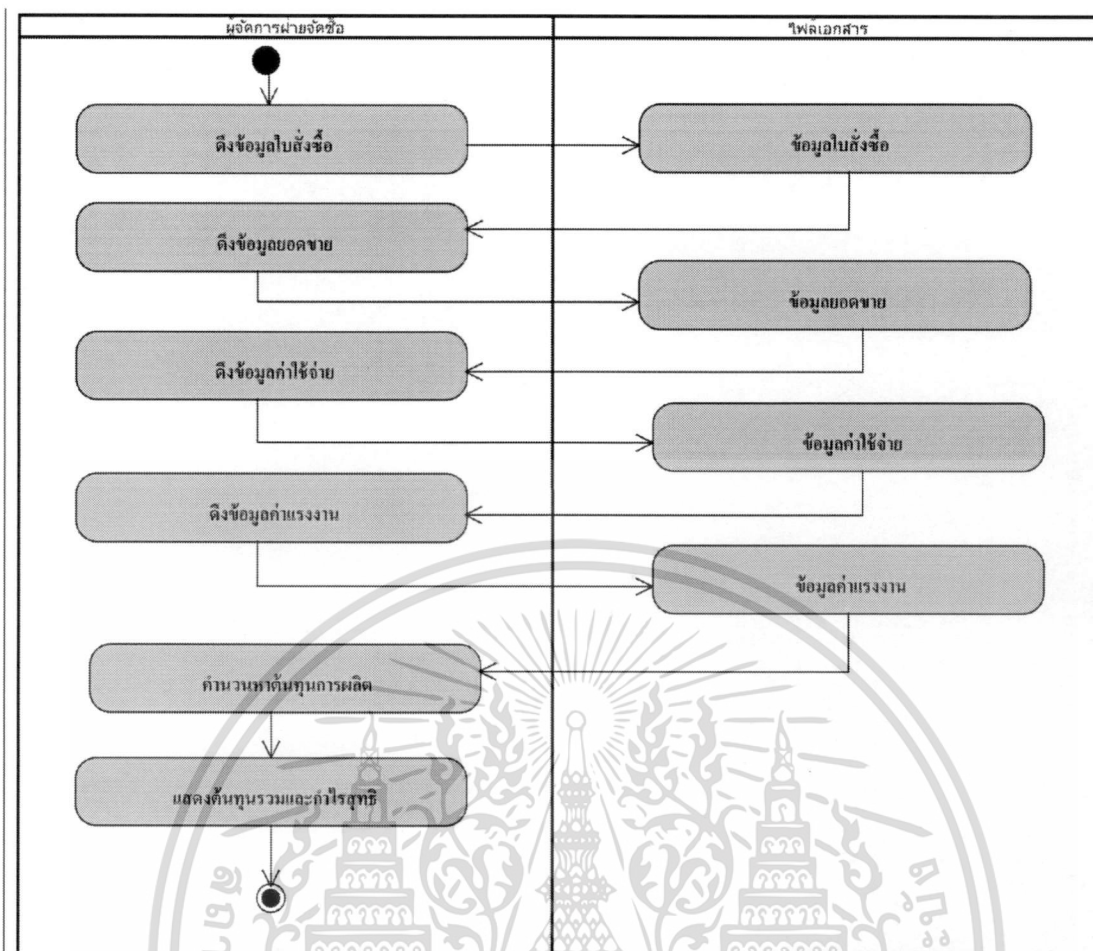 ผู้จัดการฝ่ายจัดซื้อ
ไฟล์เอกสาร
ดึงข้อมูลใบสั่งซื้อ
ข้อมูลใบสั่งซื้อ
ดึงข้อมูลยอดขาย
ข้อมูลยอดขาย
ดึงข้อมูลค่าใช้จ่าย
ข้อมูลค่าใช้จ่าย
ดึงข้อมูลค่าแรงงาน
ข้อมูลค่าแรงงาน
คำนวนหาต้นทุนการผลิต
แสดงต้นทุนรวมและกำไรสุทธิ